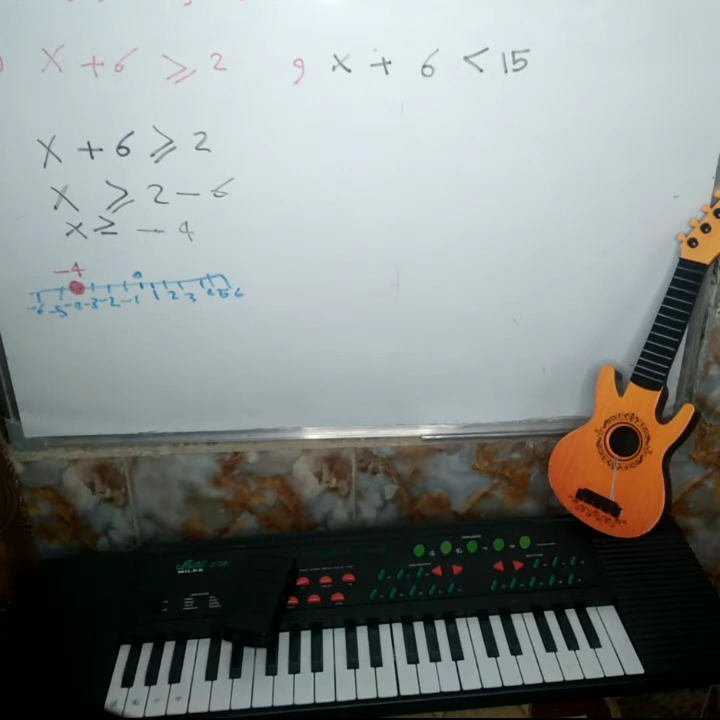 x + 6 ≥ 2 , x + 6 < 15
x + 6 ≥ 2
x ≥ 2 - 6
x ≥ - 4
-4 0
-6 -5 -4 -3 -2 -1 1 2 3 4 5 6
MILES